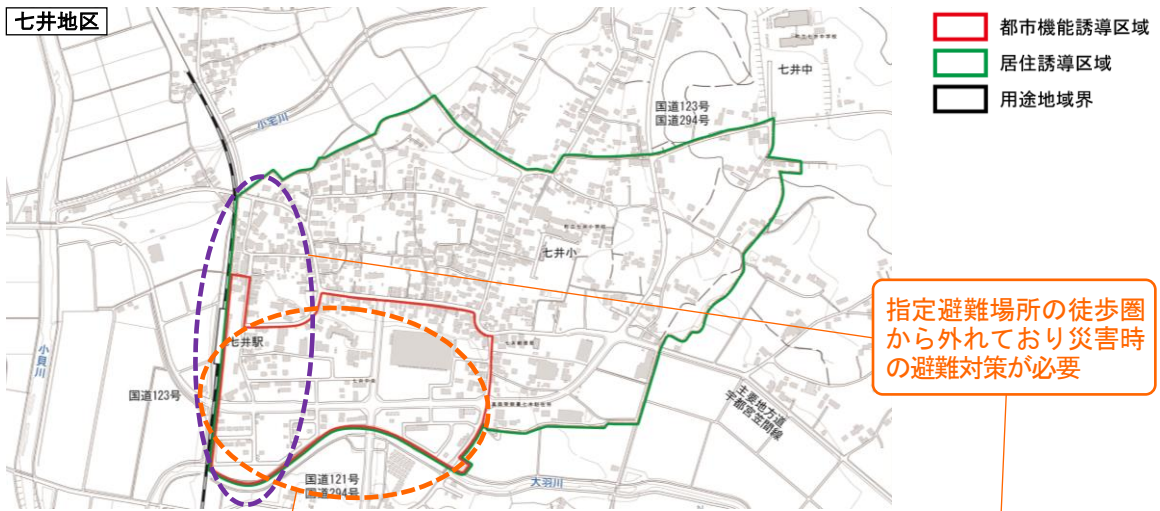 七井地区
都市機能誘導区域
居住誘導区域
用途地域界
七井中
国道123号
国道294号
小宅川
七井小
指定避難場所の徒歩圏
から外れており災害時
の避難対策が必要
七井駅
小貝川
国道123号
主要地方道
宇都宮笠間線
国道121号
国道294号
大羽川